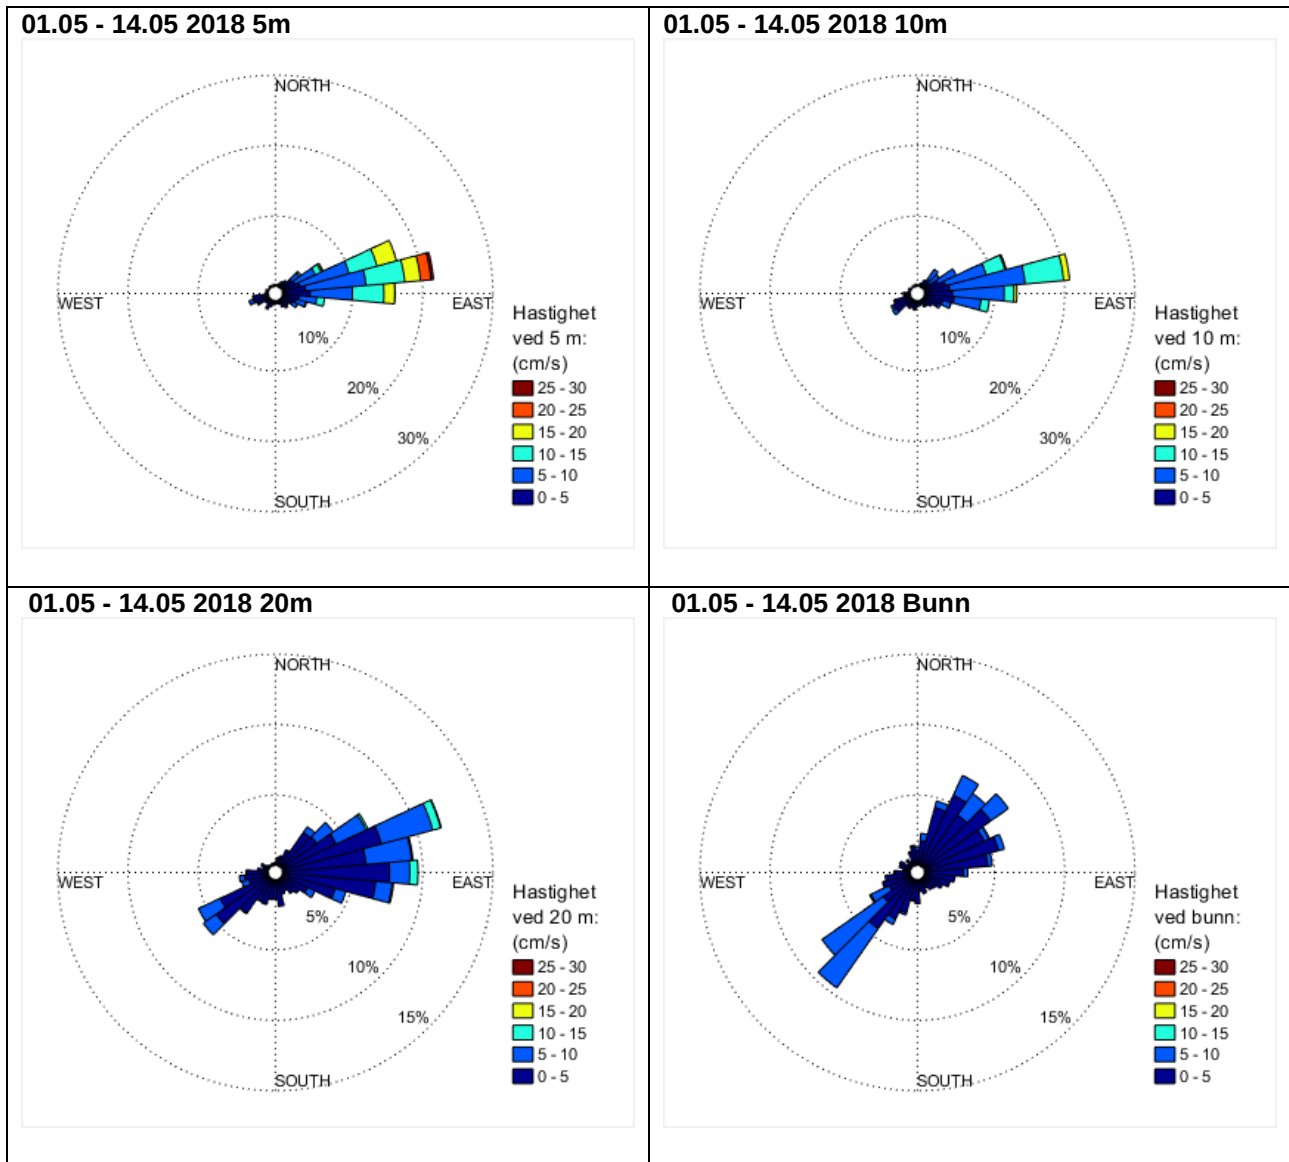 01.05 - 14.05 2018 5m
NORTH
WEST
EAST
10%
20%
30%
SOUTH
Hastighet
ved 5 m:
(cm/s)
25 - 30
20 - 25
15 - 20
10 - 15
5 - 10
0 - 5
01.05 - 14.05 2018 10m
NORTH
WEST
EAST
10%
20%
30%
SOUTH
Hastighet
ved 10 m:
(cm/s)
25 - 30
20 - 25
15 - 20
10 - 15
5 - 10
0 - 5
01.05 - 14.05 2018 20m
NORTH
WEST
EAST
5%
10%
15%
SOUTH
Hastighet
ved 20 m:
(cm/s)
25 - 30
20 - 25
15 - 20
10 - 15
5 - 10
0 - 5
01.05 - 14.05 2018 Bunn
NORTH
WEST
EAST
5%
10%
15%
SOUTH
Hastighet
ved bunn:
(cm/s)
25 - 30
20 - 25
15 - 20
10 - 15
5 - 10
0 - 5